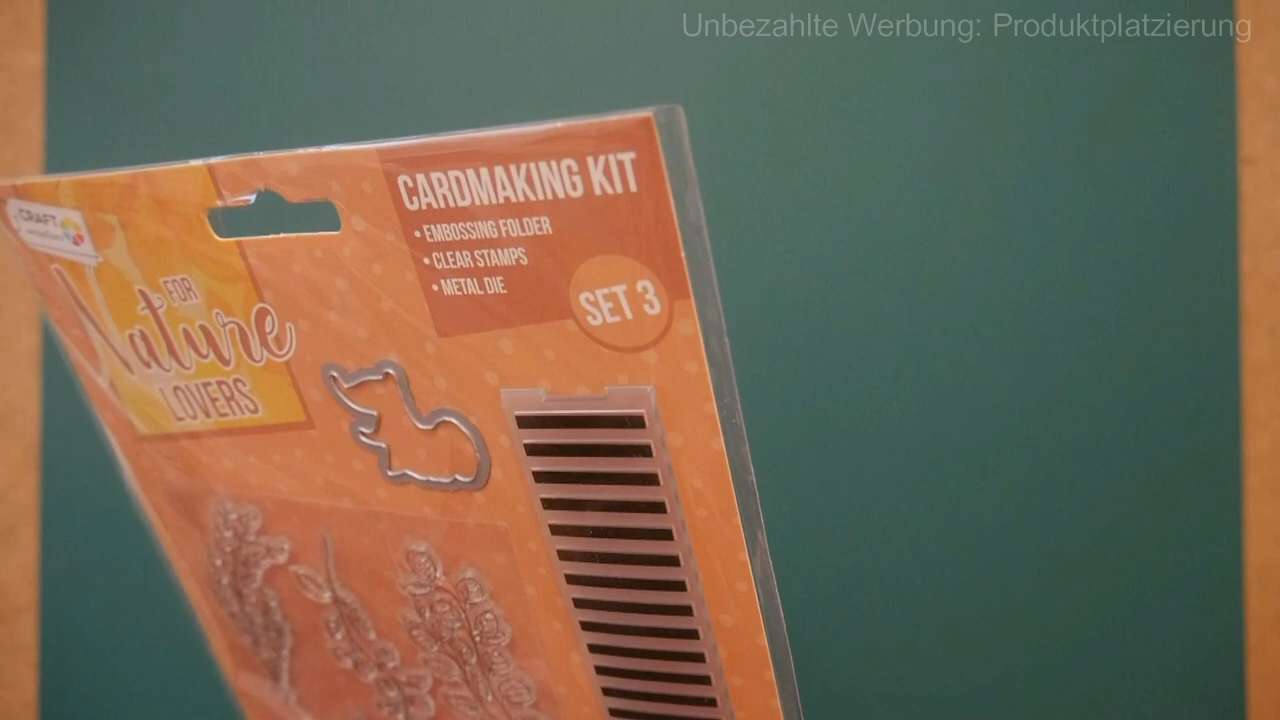 Unbezahlte Werbung: Produktplatzierung
CARDMAKING KIT
• EMBOSSING FOLDER
• CLEAR STAMPS
• METAL DIE
SET 3
CRAFT
FOR
Nature
LOVERS